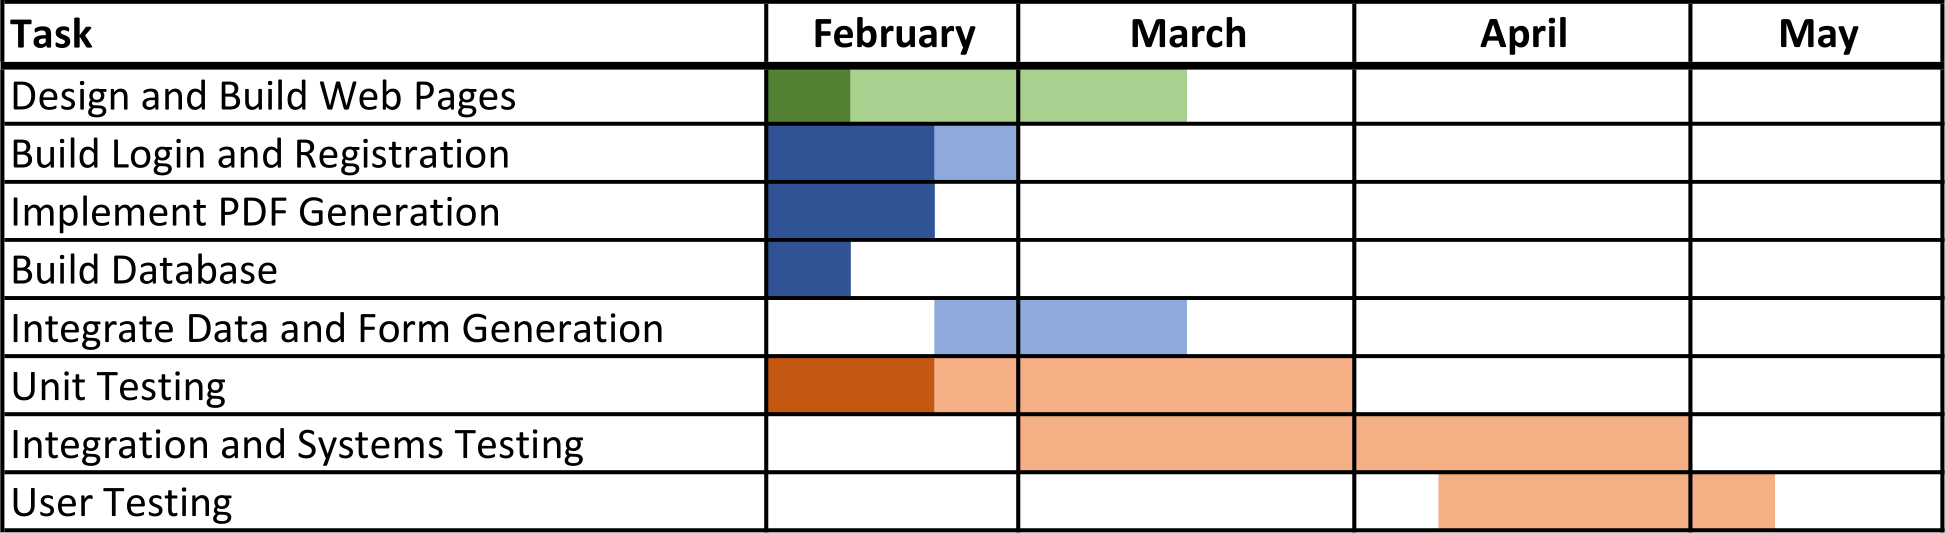 Task February March April May
Design and Build Web Pages
Build Login and Registration
Implement PDF Generation
Build Database
Integrate Data and Form Generation
Unit Testing
Integration and Systems Testing
User Testing